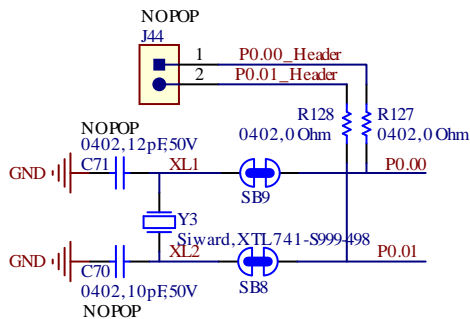 NOPOP
J44
1
P0.00_Header
2
P0.01_Header
R128
R127
0402,0 Ohm
0402,0 Ohm
NOPOP
0402,12pF,50V
GND
C71
XL1
P0.00
SB9
Y3
Siward,XTL741-S999-498
GND
XL2
P0.01
C70
SB8
0402,10pF,50V
NOPOP